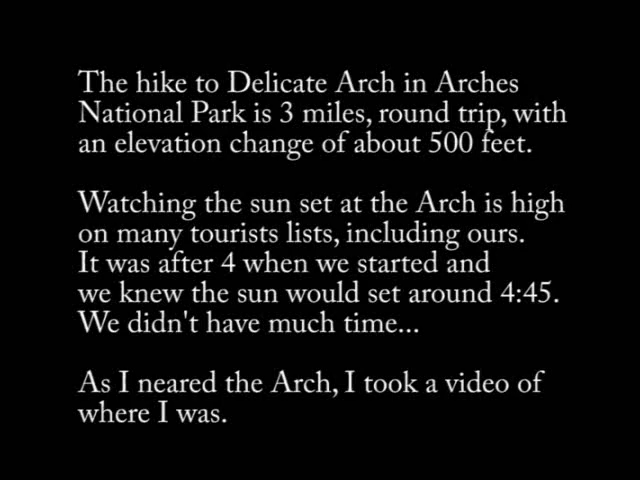 The hike to Delicate Arch in Arches
National Park is 3 miles, round trip, with
an elevation change of about 500 feet.
Watching the sun set at the Arch is high
on many tourists lists, including ours.
It was after 4 when we started and
we knew the sun would set around 4:45.
We didn't have much time...
As I neared the Arch, I took a video of
where I was.